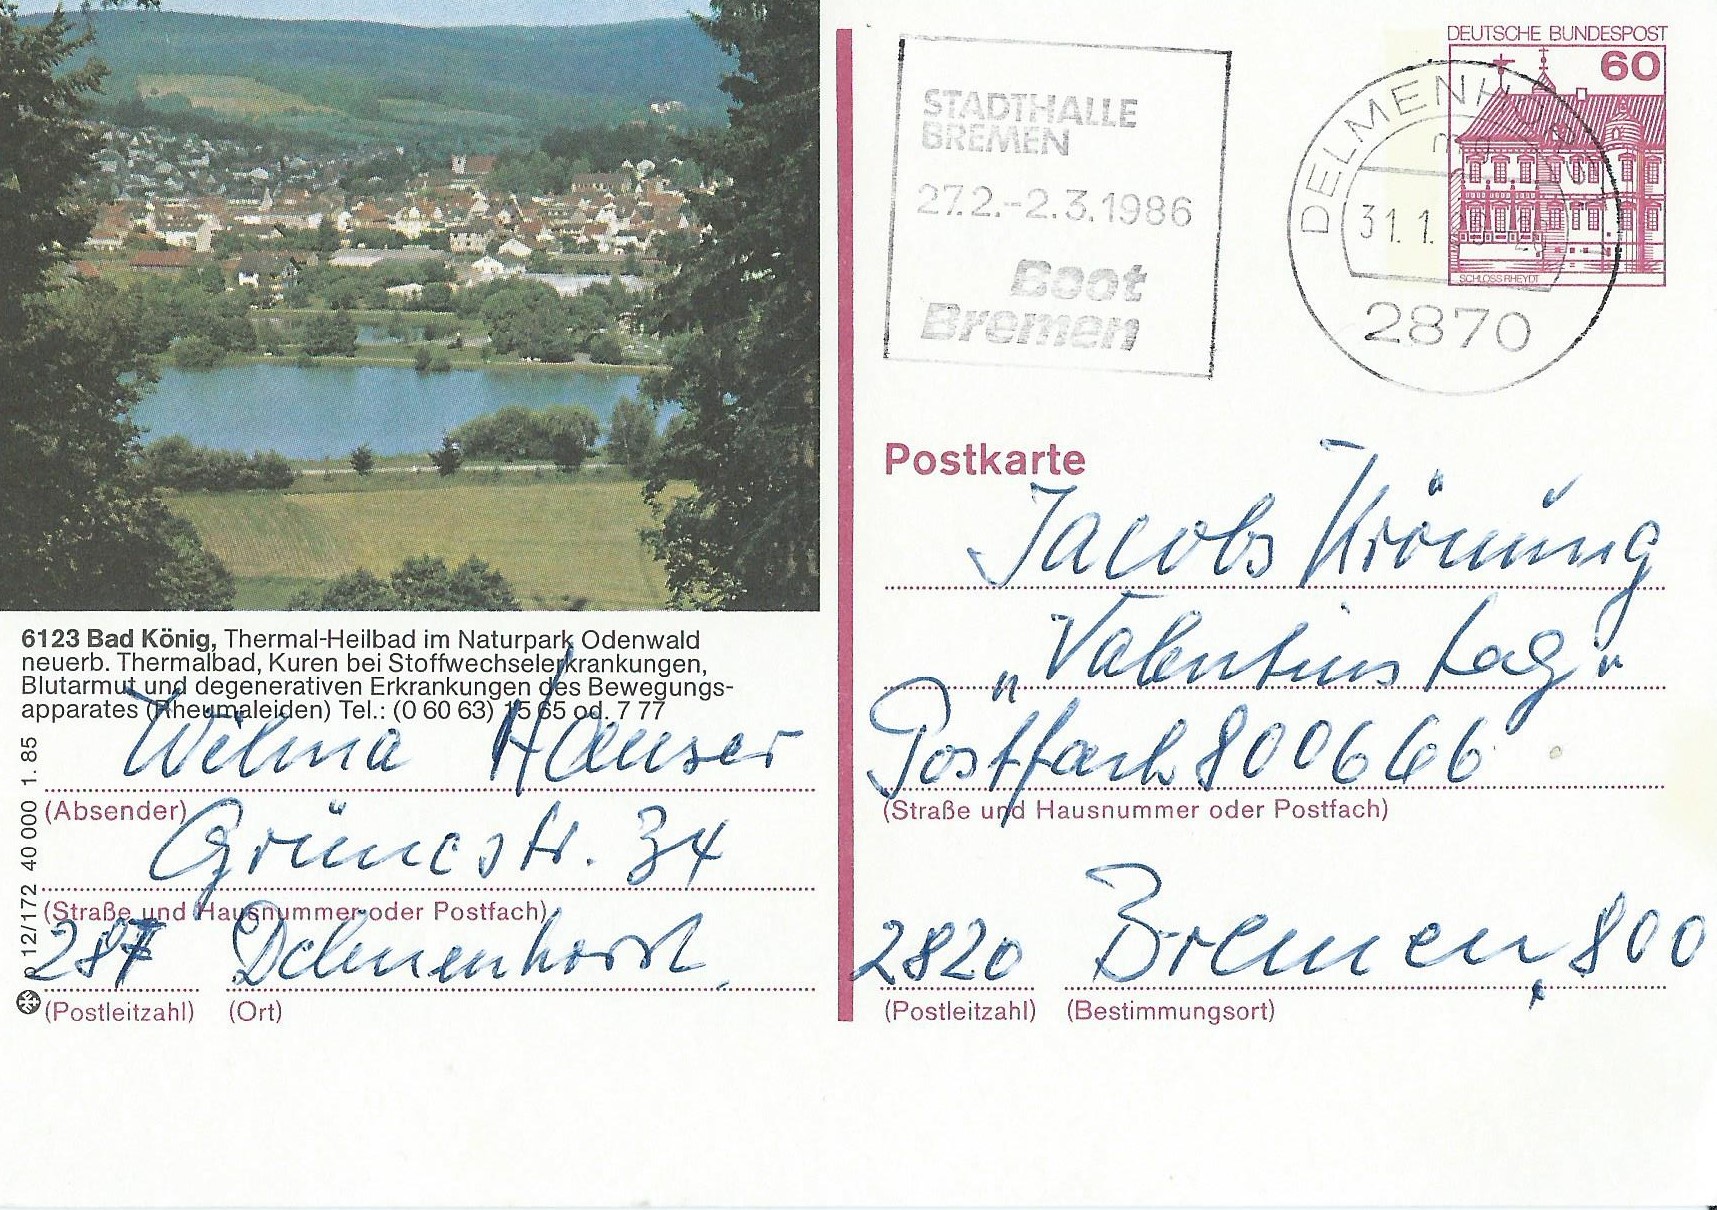 6123 Bad König, Thermal-Heilbad im Naturpark Odenwald
neuerb. Thermalbad, Kuren bei Stoffwechselerkrankungen,
Blutarmut und degenerativen Erkrankungen des Bewegungs-
apparates (Rheumaleiden) Tel.: (0 60 63) 15 65 od. 7 77
Wilma Hauser
(Absender)
Grünestr. 34
(Straße und Hausnummer oder Postfach)
287 Delmenhorst
(Postleitzahl) (Ort)
p 12/172 40 000 1. 85
STADTHALLE
BREMEN
27.2.-2.3.1986
Boot
Bremen
DELMENHORST
31. 1.
2870
DEUTSCHE BUNDESPOST
60
SCHLOSS RHEYDT
Postkarte
Jacobs Krönung
"Valentinstag"
Postfach 800666
(Straße und Hausnummer oder Postfach)
2820 Bremen, 800
(Postleitzahl) (Bestimmungsort)